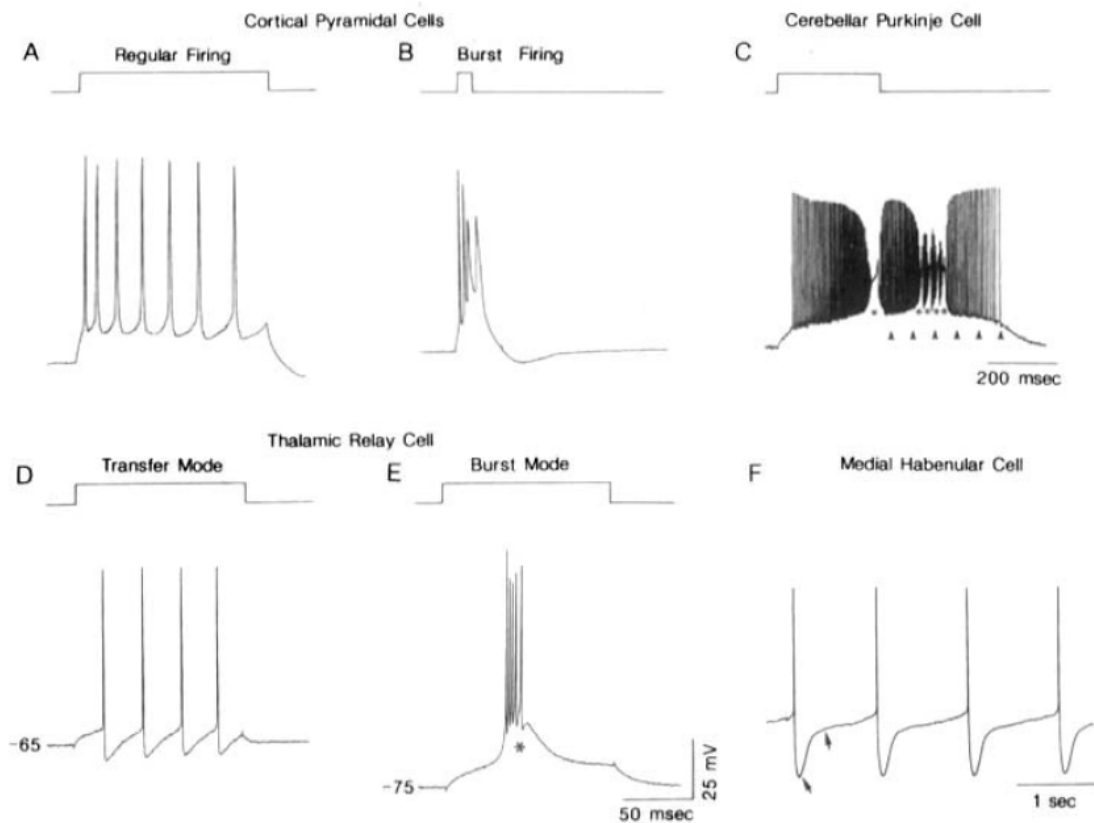 Cortical Pyramidal Cells
Cerebellar Purkinje Cell
A
Regular Firing
B
Burst Firing
C
200 msec
Thalamic Relay Cell
D
Transfer Mode
E
Burst Mode
F
Medial Habenular Cell
-65
-75
*
25 mV
50 msec
1 sec